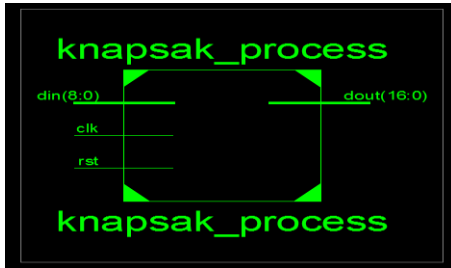 knapsak_process
din(8:0) dout(16:0)
clk
rst
knapsak_process